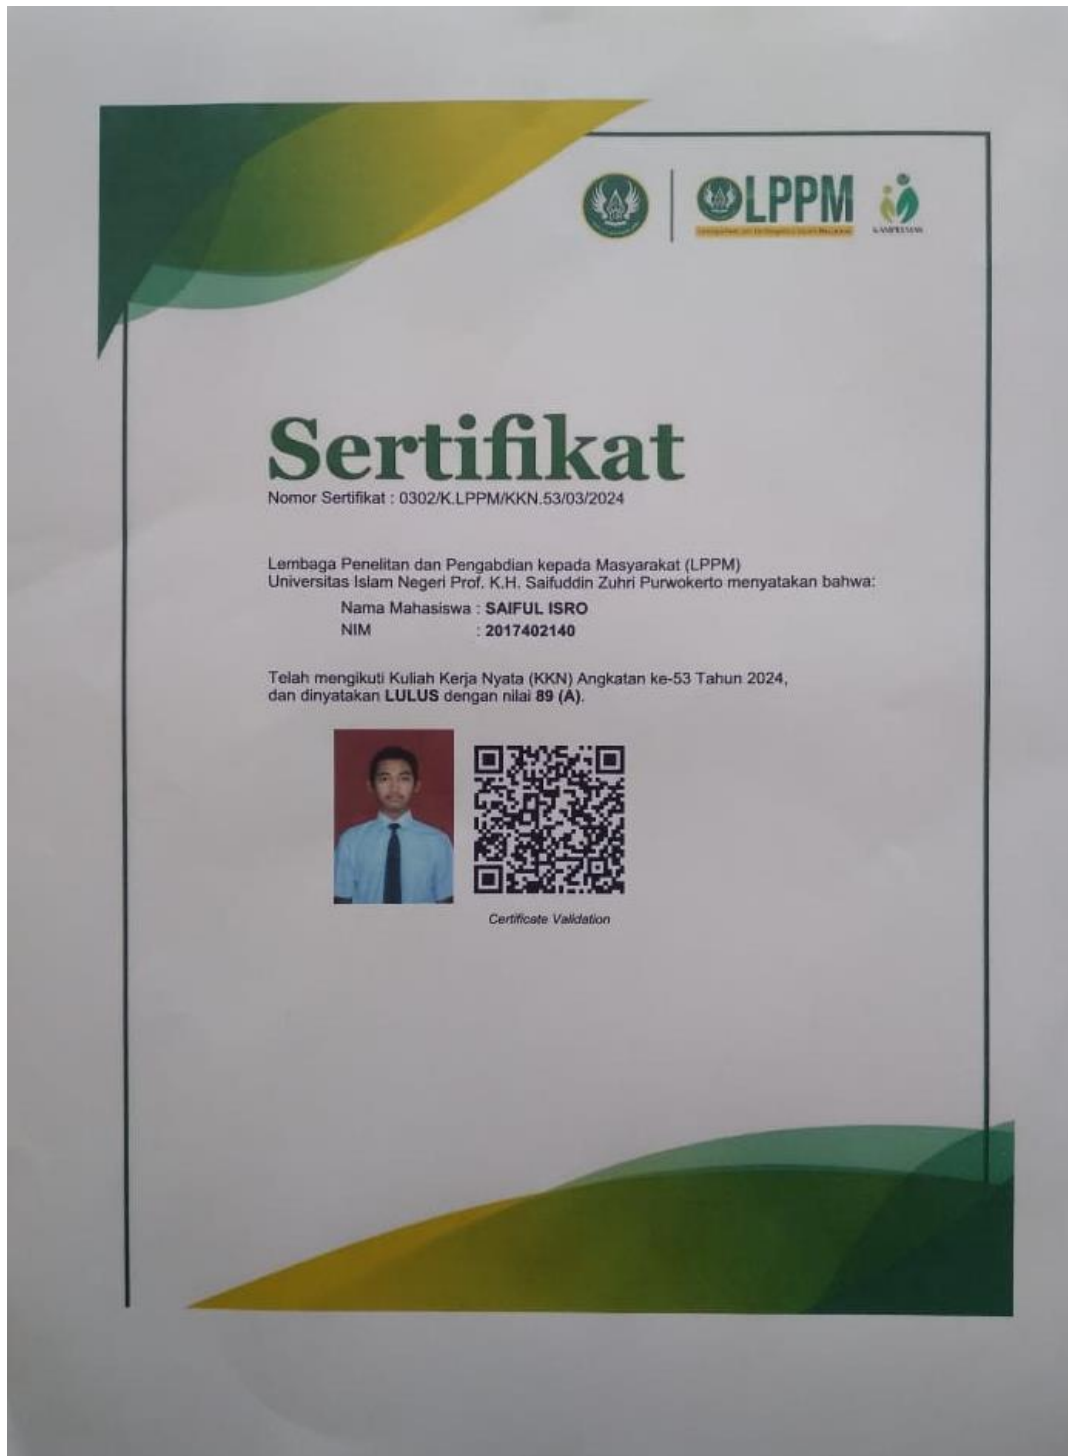 LPPM
KAMPELMAS
Sertifikat
Nomor Sertifikat : 0302/K.LPPM/KKN.53/03/2024
Lembaga Penelitan dan Pengabdian kepada Masyarakat (LPPM)
Universitas Islam Negeri Prof. K.H. Saifuddin Zuhri Purwokerto menyatakan bahwa:
Nama Mahasiswa : SAIFUL ISRO
NIM : 2017402140
Telah mengikuti Kuliah Kerja Nyata (KKN) Angkatan ke-53 Tahun 2024,
dan dinyatakan LULUS dengan nilai 89 (A).
Certificate Validation